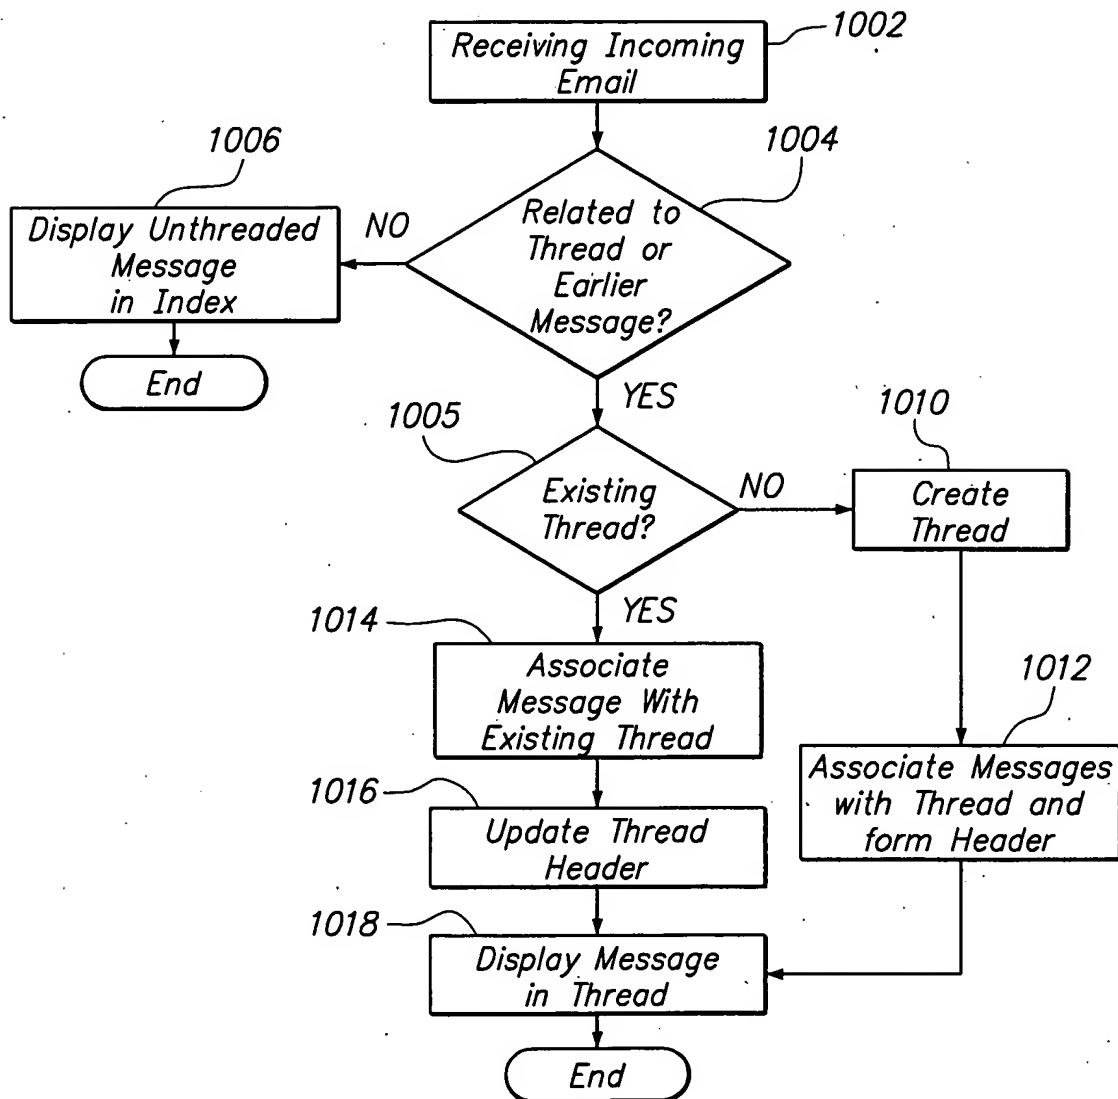 1002
Receiving Incoming
Email
1004
1006
Related to
Thread or
Earlier
Message?
NO
Display Unthreaded
Message
in Index
End
YES
1005
1010
Existing
Thread?
NO
Create
Thread
YES
1014
Associate
Message With
Existing Thread
1012
Associate Messages
with Thread and
form Header
1016
Update Thread
Header
1018
Display Message
in Thread
End